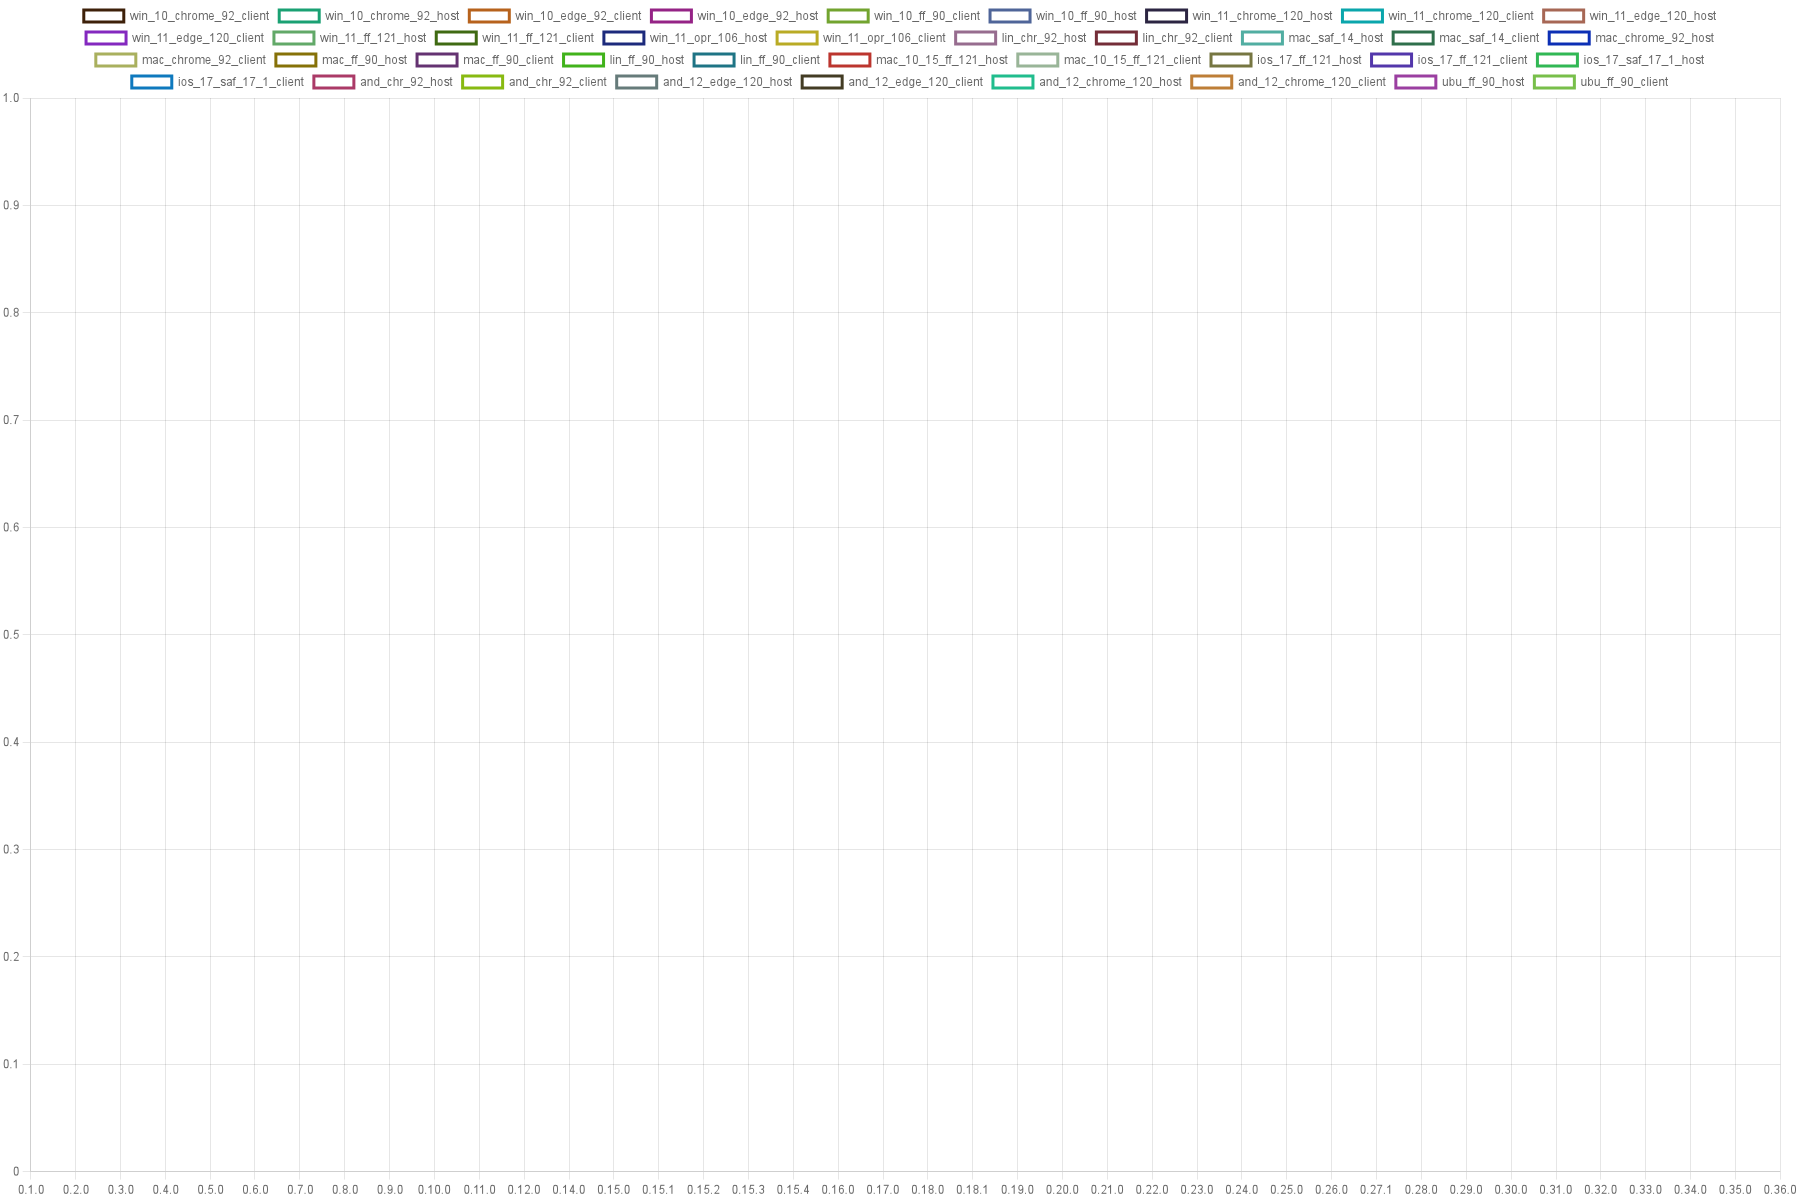 win_10_chrome_92_client win_10_chrome_92_host win_10_edge_92_client win_10_edge_92_host win_10_ff_90_client win_10_ff_90_host win_11_chrome_120_host win_11_chrome_120_client win_11_edge_120_host
win_11_edge_120_client win_11_ff_121_host win_11_ff_121_client win_11_opr_106_host win_11_opr_106_client lin_chr_92_host lin_chr_92_client mac_saf_14_host mac_saf_14_client mac_chrome_92_host
mac_chrome_92_client mac_ff_90_host mac_ff_90_client lin_ff_90_host lin_ff_90_client mac_10_15_ff_121_host mac_10_15_ff_121_client ios_17_ff_121_host ios_17_ff_121_client ios_17_saf_17_1_host
ios_17_saf_17_1_client and_chr_92_host and_chr_92_client and_12_edge_120_host and_12_edge_120_client and_12_chrome_120_host and_12_chrome_120_client ubu_ff_90_host ubu_ff_90_client
1.0
0.9
0.8
0.7
0.6
0.5
0.4
0.3
0.2
0.1
0
0.1.0 0.2.0 0.3.0 0.4.0 0.5.0 0.6.0 0.7.0 0.8.0 0.9.0 0.10.0 0.11.0 0.12.0 0.14.0 0.15.0 0.15.1 0.15.2 0.15.3 0.15.4 0.16.0 0.17.0 0.18.0 0.18.1 0.19.0 0.20.0 0.21.0 0.22.0 0.23.0 0.24.0 0.25.0 0.26.0 0.27.1 0.28.0 0.29.0 0.30.0 0.31.0 0.32.0 0.33.0 0.34.0 0.35.0 0.36.0